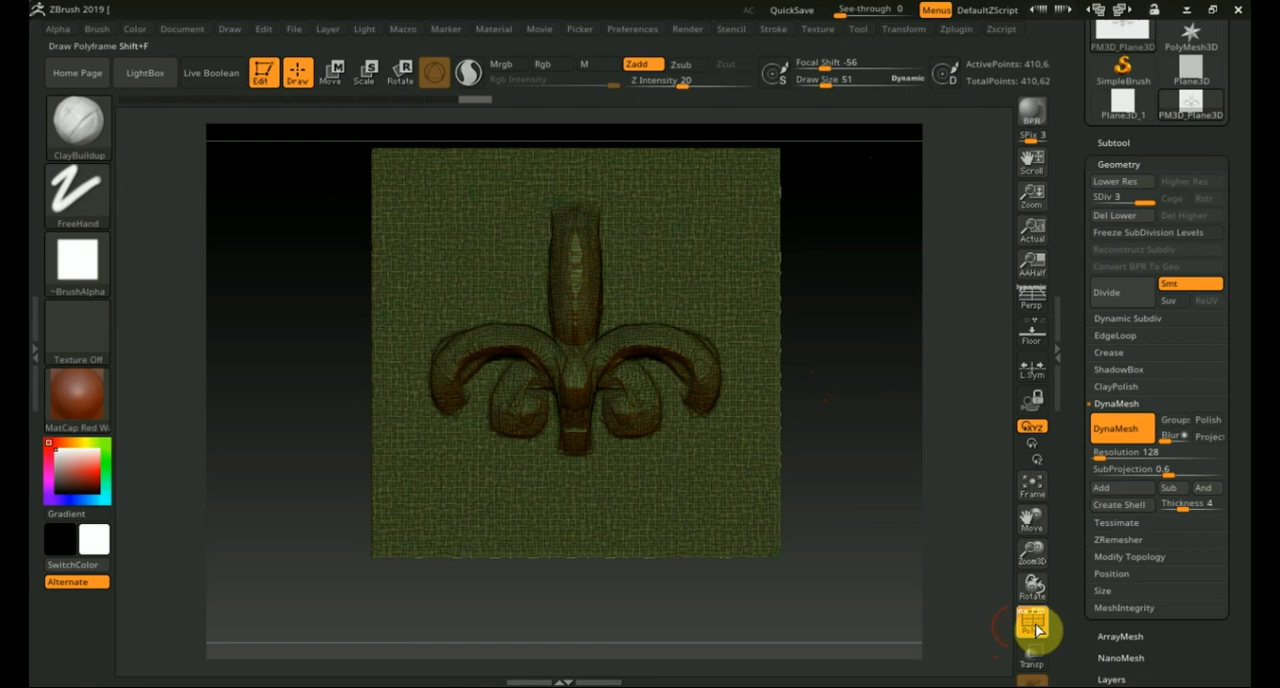 ZBrush 2019 [
AC QuickSave See-through 0 Menus DefaultZScript
Alpha Brush Color Document Draw Edit File Layer Light Macro Marker Material Movie Picker Preferences Render Stencil Stroke Texture Tool Transform Zplugin Zscript
Draw Polyframe Shift+F
Home Page LightBox Live Boolean Edit Draw Move Scale Rotate
Mrgb Rgb M Zadd Zsub Zcut
Rgb Intensity Z Intensity 20
Focal Shift -56
Draw Size 51 Dynamic
ActivePoints: 410,6
TotalPoints: 410,62
ClayBuildup
FreeHand
~BrushAlpha
Texture Off
MatCap Red W
Gradient
SwitchColor
Alternate
BPR
SPix 3
Scroll
Zoom
Actual
AAHalf
Dynamic
Persp
Floor
L.Sym
XYZ
Frame
Move
Zoom3D
Rotate
Transp
PM3D_Plane3D PolyMesh3D
SimpleBrush Plane3D
Plane3D_1 PM3D_Plane3D
Subtool
Geometry
Lower Res Higher Res
SDiv 3 Cage Rstr
Del Lower Del Higher
Freeze SubDivision Levels
Reconstruct Subdiv
Convert BPR To Geo
Divide Smt
Suv ReUV
Dynamic Subdiv
EdgeLoop
Crease
ShadowBox
ClayPolish
DynaMesh
DynaMesh Groups Polish
Blur Project
Resolution 128
SubProjection 0.6
Add Sub And
Create Shell Thickness 4
Tessimate
ZRemesher
Modify Topology
Position
Size
MeshIntegrity
ArrayMesh
NanoMesh
Layers